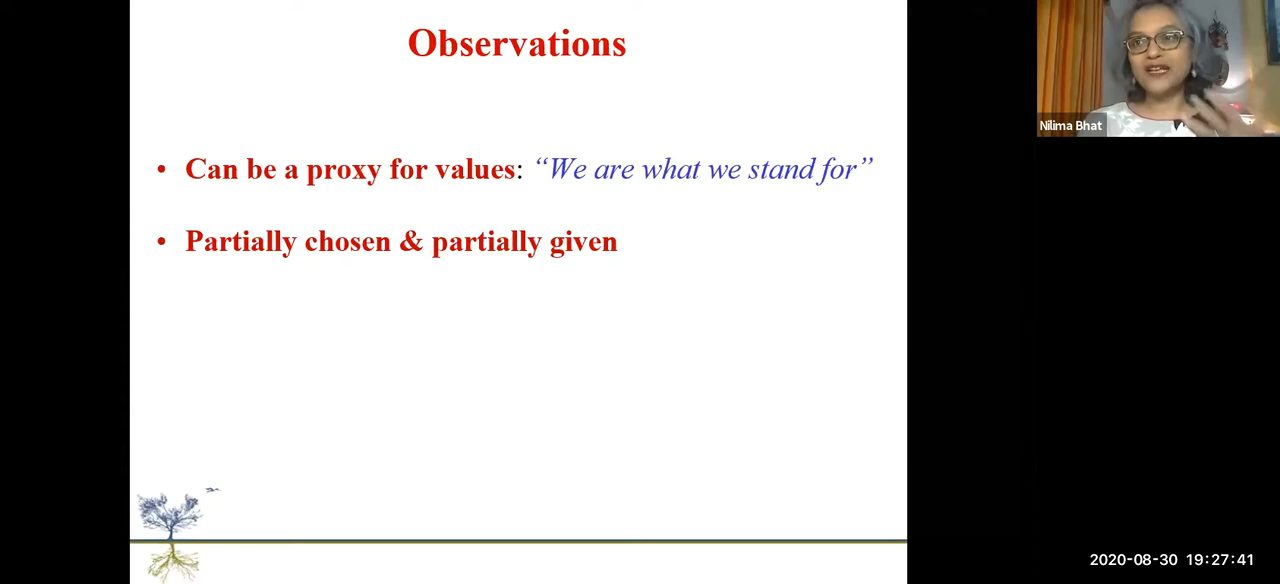 Observations
• Can be a proxy for values: “We are what we stand for”
• Partially chosen & partially given
Nilima Bhat
2020-08-30 19:27:41